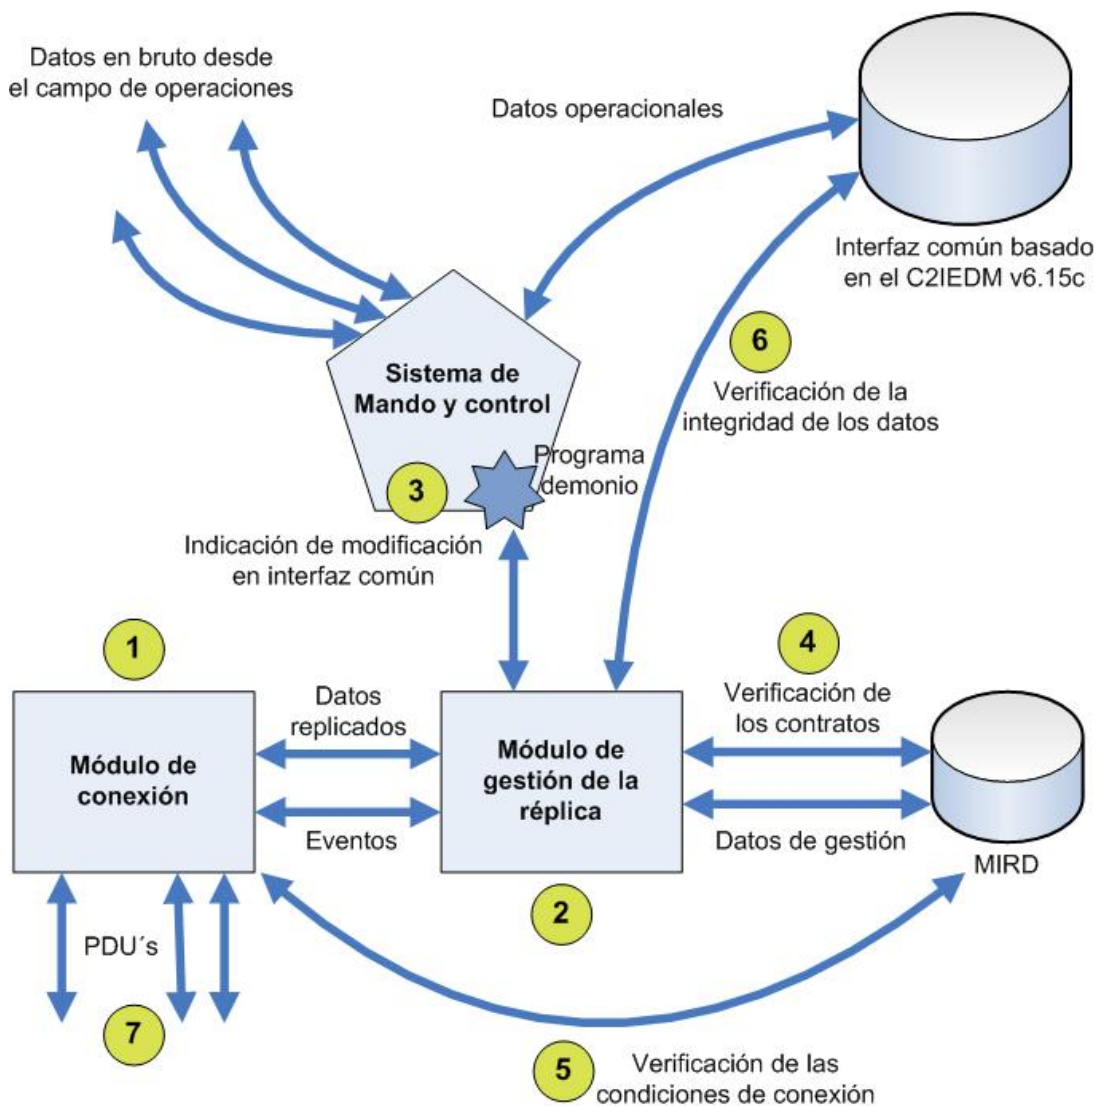 Datos en bruto desde
el campo de operaciones
Datos operacionales
Interfaz común basado
en el C2IEDM v6.15c
6
Verificación de la
integridad de los datos
Sistema de
Mando y control
Programa
demonio
3
Indicación de modificación
en interfaz común
1
4
Verificación de
los contratos
Datos
replicados
Módulo de
conexión
Módulo de
gestión de la
réplica
Eventos
Datos de gestión
MIRD
2
PDU´s
7
5
Verificación de las
condiciones de conexión